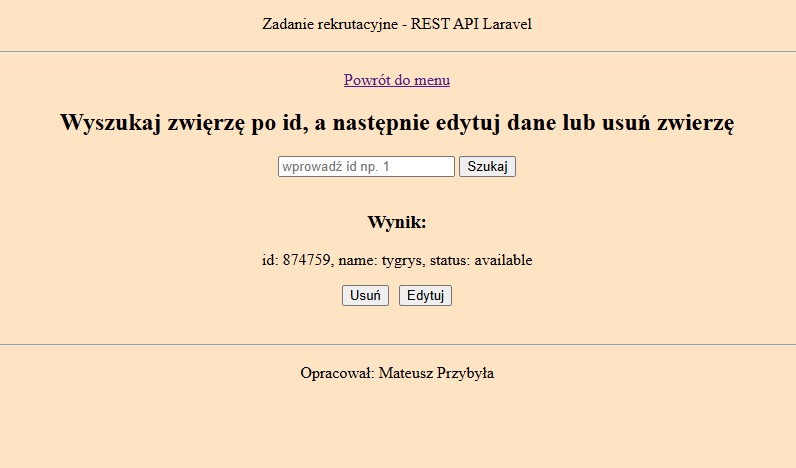 Zadanie rekrutacyjne - REST API Laravel
Powrót do menu
Wyszukaj zwięrzę po id, a następnie edytuj dane lub usuń zwierzę
wprowadź id np. 1 Szukaj
Wynik:
id: 874759, name: tygrys, status: available
Usuń Edytuj
Opracował: Mateusz Przybyła